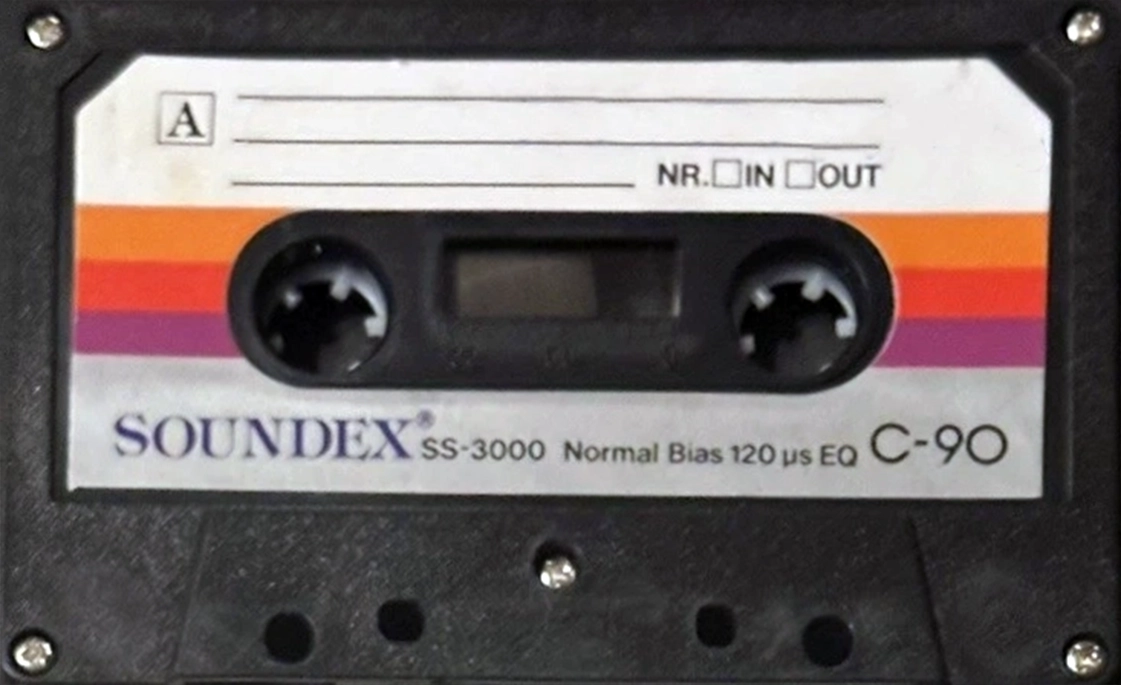 A
NR.☐IN ☐OUT
SOUNDEX® SS-3000 Normal Bias 120 µs EQ C-90